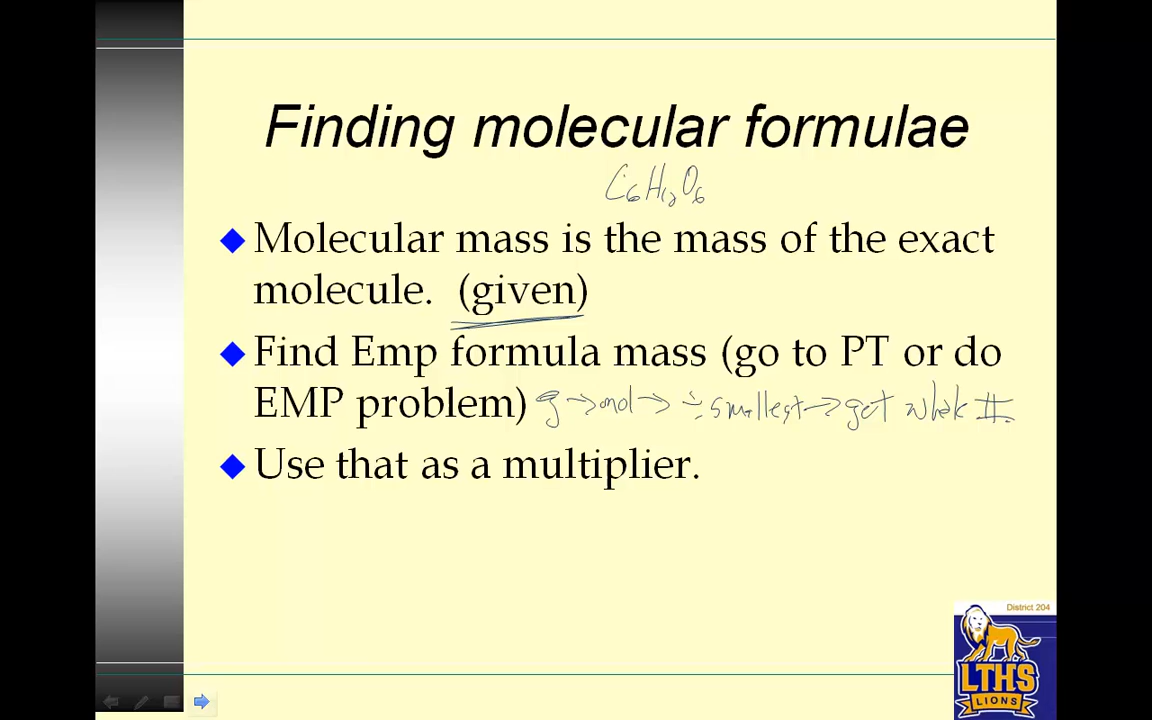 Finding molecular formulae
C6H12O6
◆ Molecular mass is the mass of the exact
molecule. (given)
◆ Find Emp formula mass (go to PT or do
EMP problem) g → mol → ÷ smallest → get whole #.
◆ Use that as a multiplier.
District 204
LTHS
LIONS